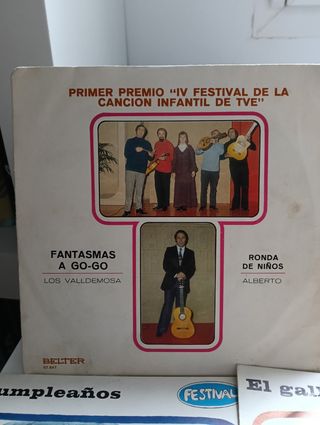 PRIMER PREMIO "IV FESTIVAL DE LA
CANCION INFANTIL DE TVE"
FANTASMAS
A GO-GO
LOS VALLDEMOSA
RONDA
DE NIÑOS
ALBERTO
BELTER
umpleaños
FESTIVAL
El gall